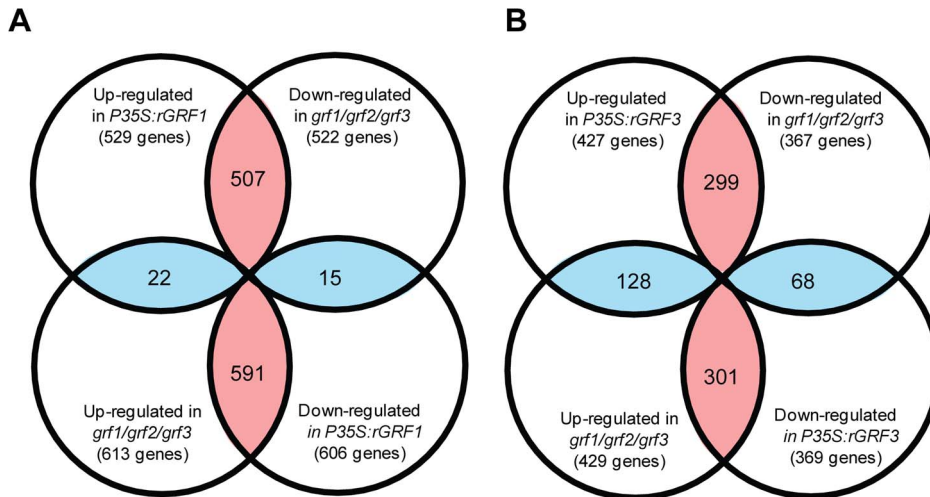 A
Up-regulated
in P35S:rGRF1
(529 genes)
Down-regulated
in grf1/grf2/grf3
(522 genes)
507
22
15
591
Up-regulated in
grf1/grf2/grf3
(613 genes)
Down-regulated
in P35S:rGRF1
(606 genes)
B
Up-regulated
in P35S:rGRF3
(427 genes)
Down-regulated
in grf1/grf2/grf3
(367 genes)
299
128
68
301
Up-regulated in
grf1/grf2/grf3
(429 genes)
Down-regulated
in P35S:rGRF3
(369 genes)